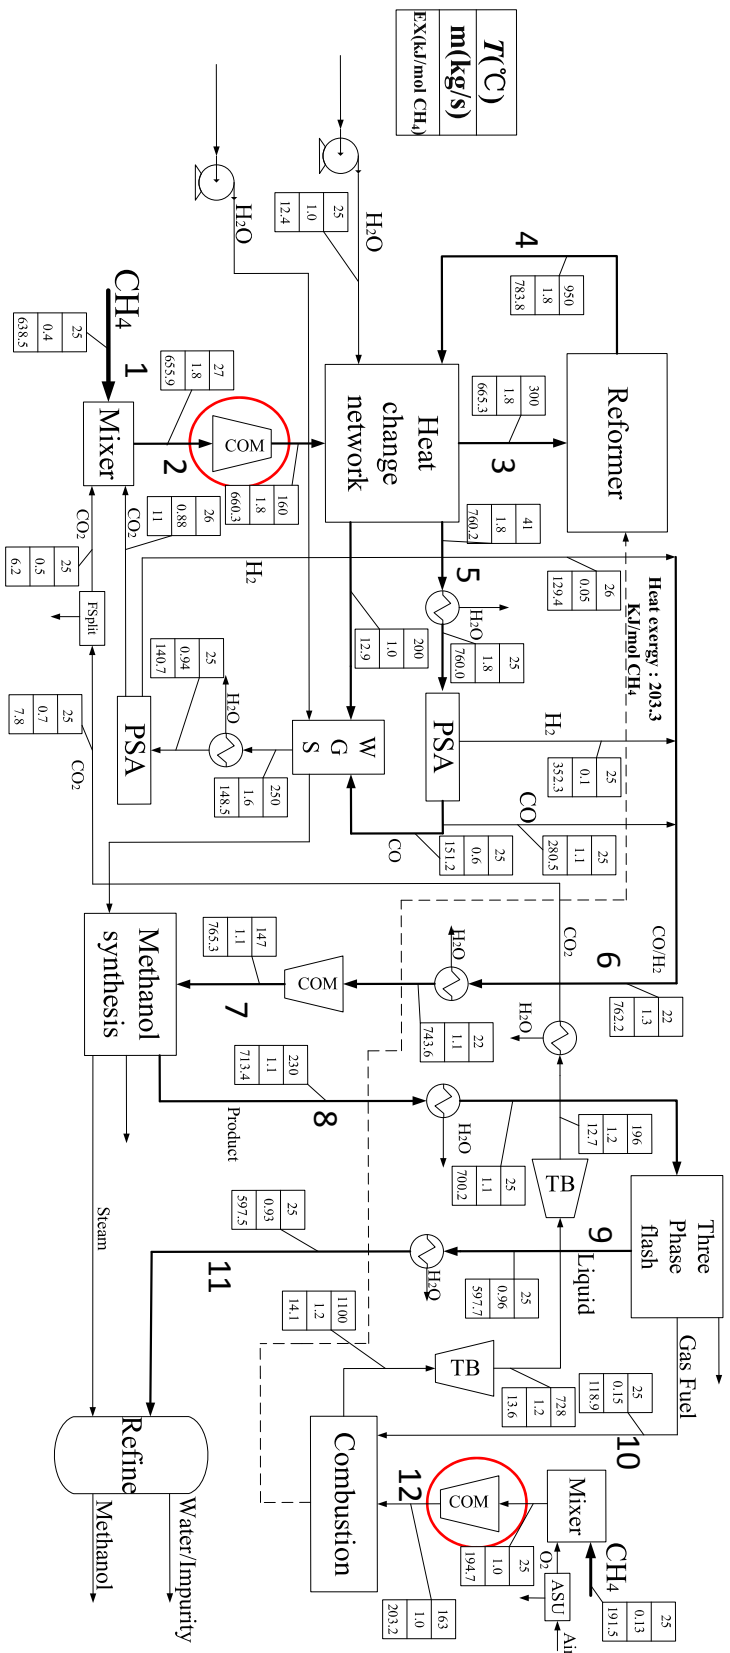 T(℃)
m(kg/s)
EX(kJ/mol CH₄)
Reformer
Heat exergy : 203.3
KJ/mol CH₄
950
1.8
783.8
4
300
1.8
665.3
3
Heat
change
network
H₂O
25
1.0
12.4
H₂O
CH₄
25
0.4
638.5
1
Mixer
27
1.8
655.9
2
COM
160
1.8
660.3
26
0.88
11
CO₂
25
0.5
6.2
CO₂
FSplit
25
0.7
7.8
CO₂
41
1.8
760.2
5
H₂O
25
1.8
760.0
PSA
H₂
25
0.1
352.3
CO
25
1.1
280.5
25
0.6
151.2
CO
26
0.05
129.4
H₂
200
1.0
12.9
W
G
S
250
1.6
148.5
H₂O
25
0.94
140.7
PSA
CO/H₂
6
22
1.3
762.2
H₂O
22
1.1
743.6
COM
147
1.1
765.3
7
Methanol
synthesis
CO₂
H₂O
196
1.2
12.7
TB
230
1.1
713.4
8
Product
Steam
H₂O
25
1.1
700.2
Three
Phase
flash
9
Liquid
25
0.96
597.7
H₂O
25
0.93
597.5
11
Gas Fuel
25
0.15
118.9
10
1100
1.2
14.1
TB
728
1.2
13.6
Combustion
12
163
1.0
203.2
COM
25
1.0
194.7
Mixer
CH₄
25
0.13
191.5
O₂
ASU
Air
Refine
Water/Impurity
Methanol